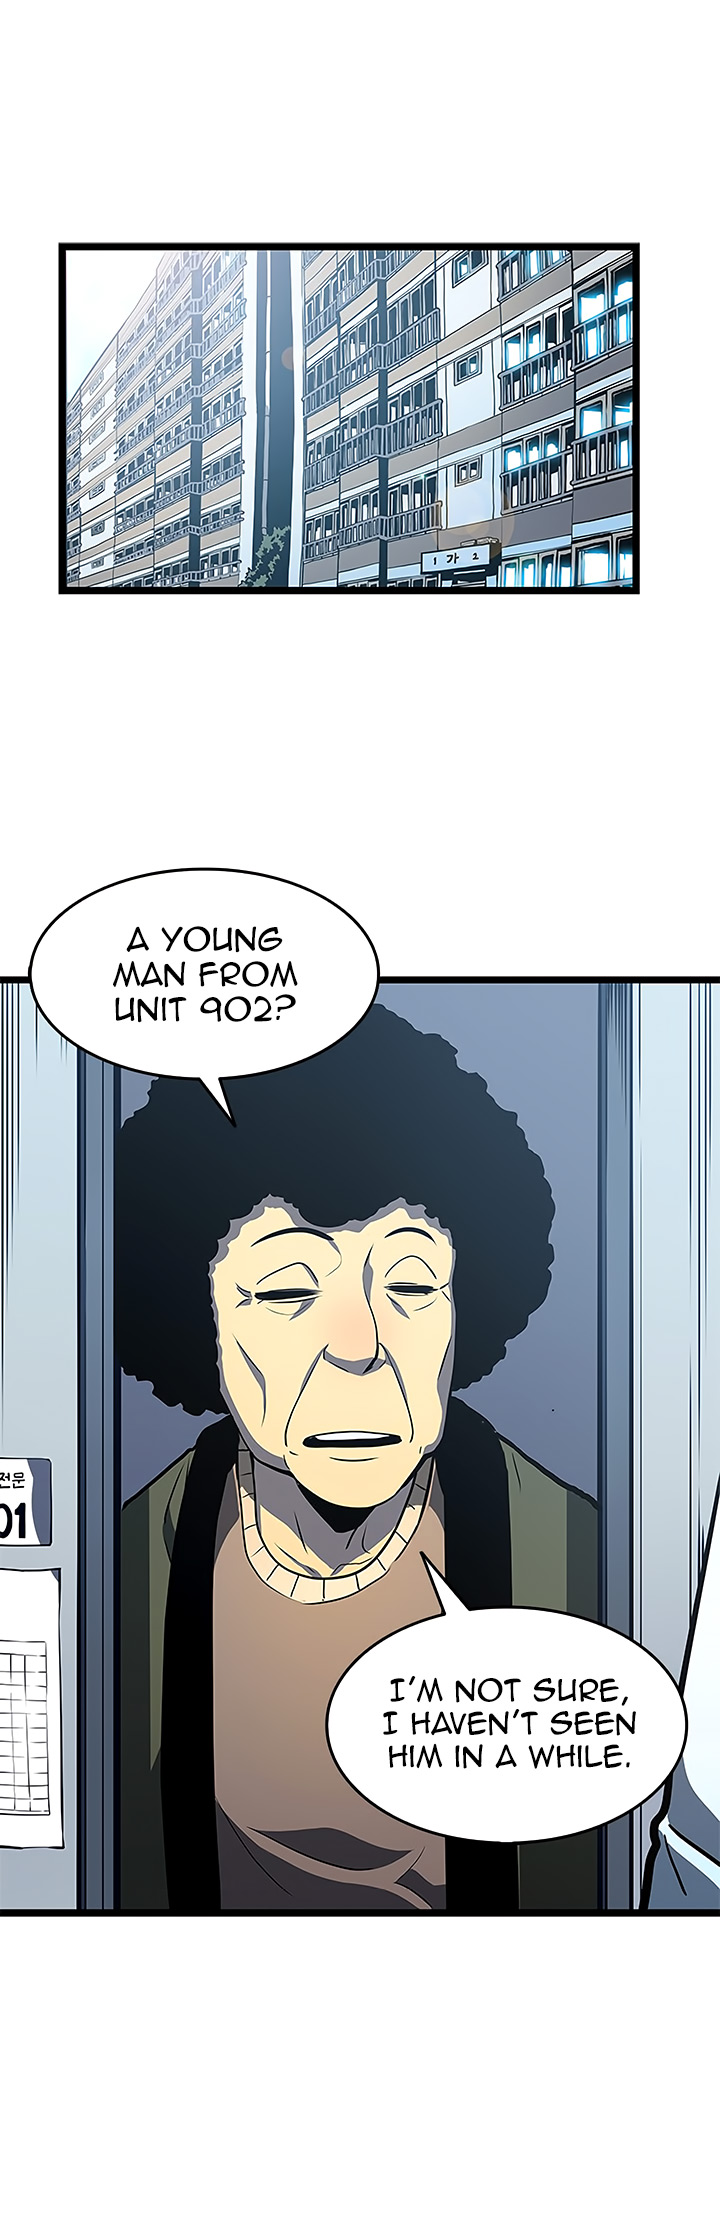 1 가 2
A YOUNG
MAN FROM
UNIT 902?
전문
01
I'M NOT SURE,
I HAVEN'T SEEN
HIM IN A WHILE.